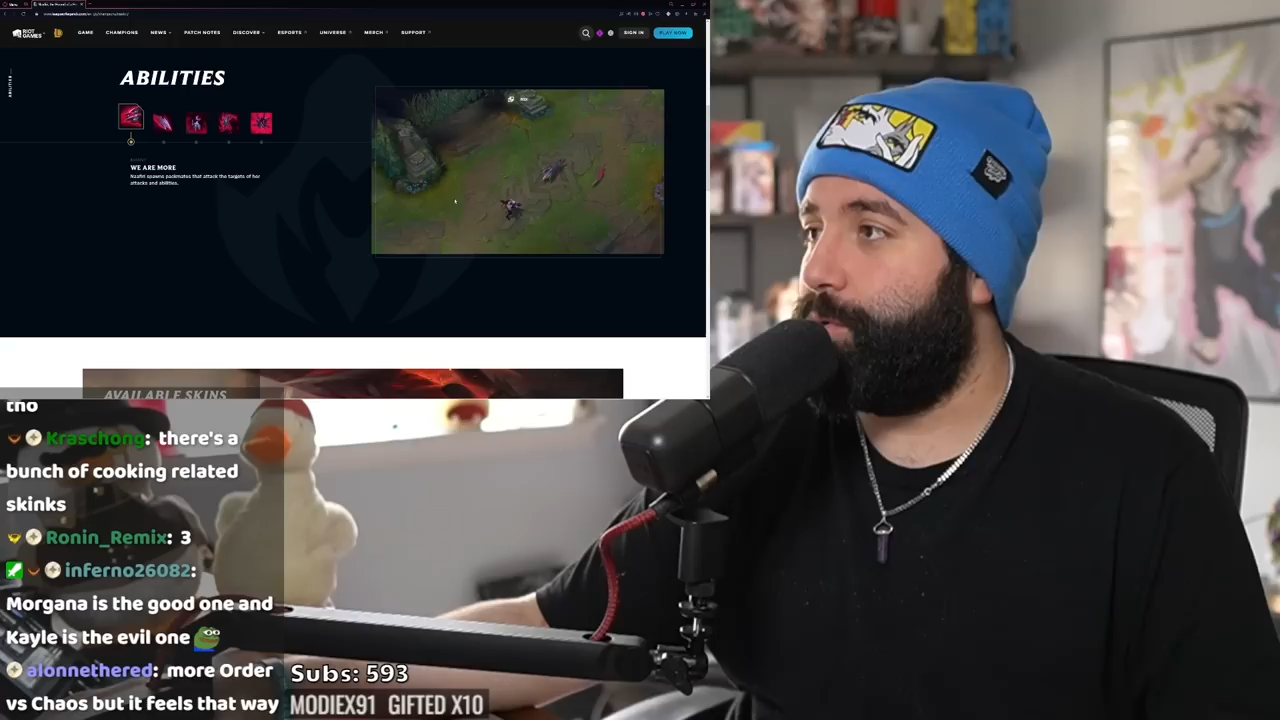 RIOT GAMES
GAME CHAMPIONS NEWS PATCH NOTES DISCOVER ESPORTS UNIVERSE MERCH SUPPORT
SIGN IN
PLAY NOW
ABILITIES
ABILITIES
WE ARE MORE
Naafiri spawns packmates that attack the targets of her
attacks and abilities.
AVAILABLE SKINS
tho
Kraschong: there's a
bunch of cooking related
skinks
Ronin_Remix: 3
inferno26082:
Morgana is the good one and
Kayle is the evil one
alonnethered: more Order
vs Chaos but it feels that way
Subs: 593
MODIEX91 GIFTED X10